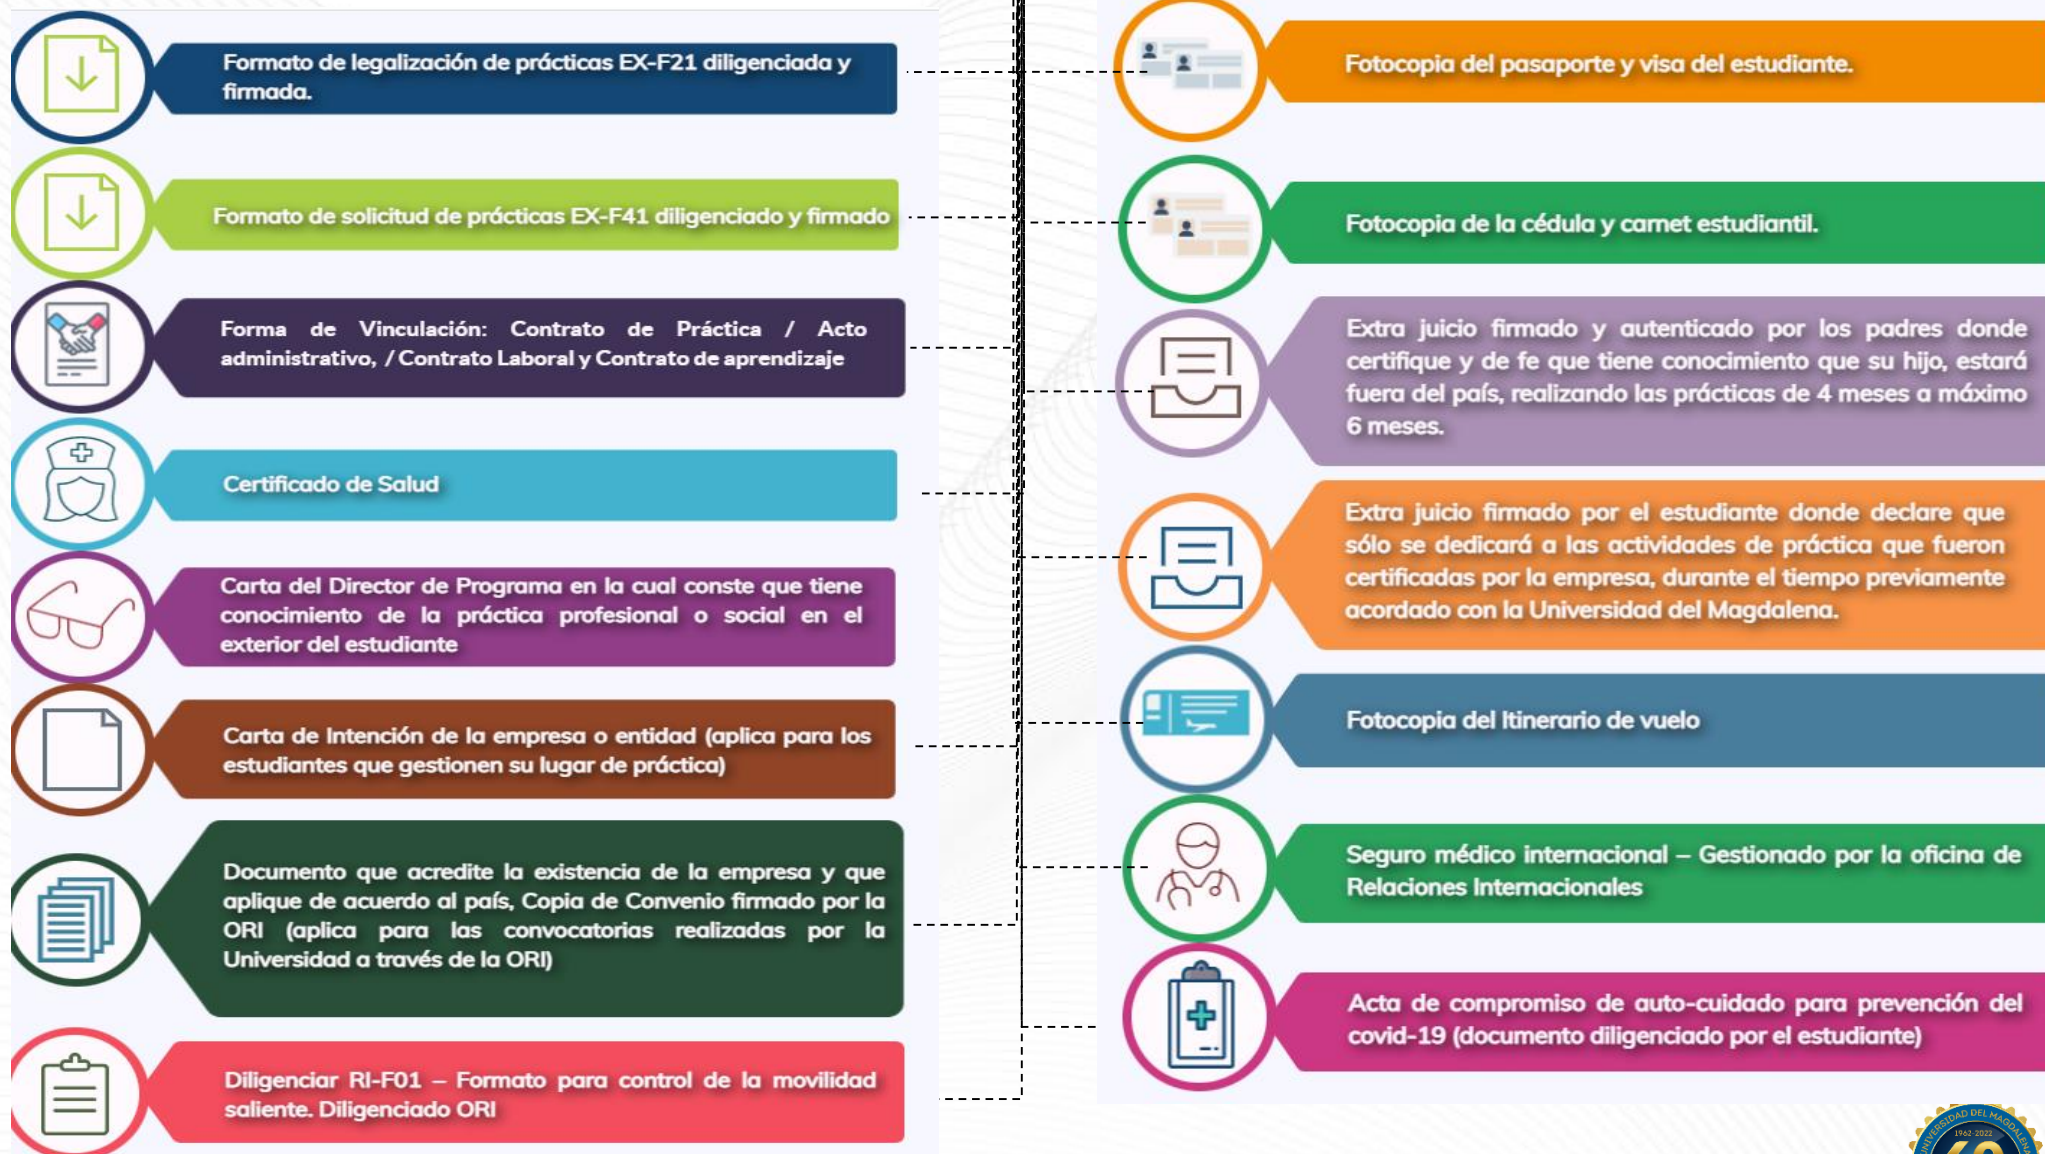 Formato de legalización de prácticas EX-F21 diligenciada y
firmada.
Formato de solicitud de prácticas EX-F41 diligenciado y firmado
Forma de Vinculación: Contrato de Práctica / Acto
administrativo, / Contrato Laboral y Contrato de aprendizaje
Certificado de Salud
Carta del Director de Programa en la cual conste que tiene
conocimiento de la práctica profesional o social en el
exterior del estudiante
Carta de Intención de la empresa o entidad (aplica para los
estudiantes que gestionen su lugar de práctica)
Documento que acredite la existencia de la empresa y que
aplique de acuerdo al país, Copia de Convenio firmado por la
ORI (aplica para las convocatorias realizadas por la
Universidad a través de la ORI)
Diligenciar RI-F01 – Formato para control de la movilidad
saliente. Diligenciado ORI
Fotocopia del pasaporte y visa del estudiante.
Fotocopia de la cédula y carnet estudiantil.
Extra juicio firmado y autenticado por los padres donde
certifique y de fe que tiene conocimiento que su hijo, estará
fuera del país, realizando las prácticas de 4 meses a máximo
6 meses.
Extra juicio firmado por el estudiante donde declare que
sólo se dedicará a las actividades de práctica que fueron
certificadas por la empresa, durante el tiempo previamente
acordado con la Universidad del Magdalena.
Fotocopia del Itinerario de vuelo
Seguro médico internacional – Gestionado por la oficina de
Relaciones Internacionales
Acta de compromiso de auto-cuidado para prevención del
covid-19 (documento diligenciado por el estudiante)
UNIVERSIDAD DEL MAGDALENA
1962-2022
60